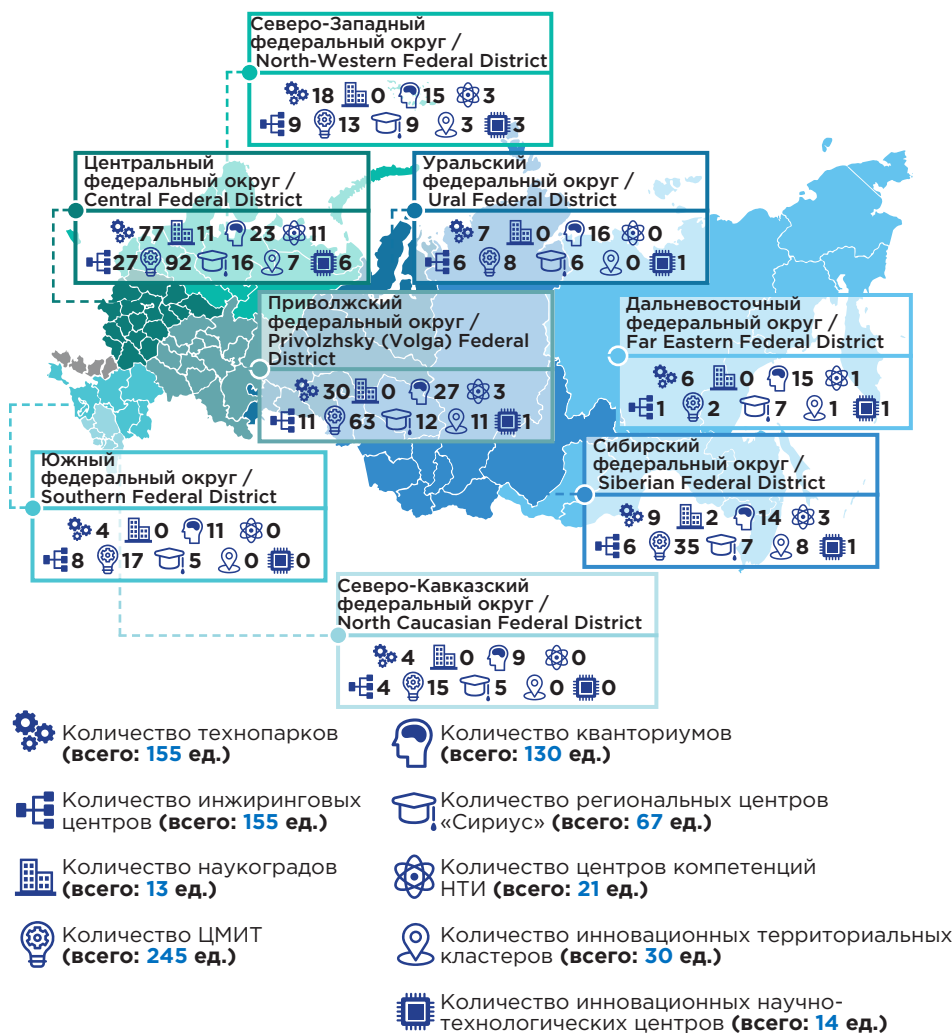 Северо-Западный
федеральный округ /
North-Western Federal District
18 0 15 3
9 13 9 3 3
Центральный
федеральный округ /
Central Federal District
77 11 23 11
27 92 16 7 6
Уральский
федеральный округ /
Ural Federal District
7 0 16 0
6 8 6 0 1
Приволжский
федеральный округ /
Privolzhsky (Volga) Federal
District
30 0 27 3
11 63 12 11 1
Дальневосточный
федеральный округ /
Far Eastern Federal District
6 0 15 1
1 2 7 1 1
Южный
федеральный округ /
Southern Federal District
4 0 11 0
8 17 5 0 0
Сибирский
федеральный округ /
Siberian Federal District
9 2 14 3
6 35 7 8 1
Северо-Кавказский
федеральный округ /
North Caucasian Federal District
4 0 9 0
4 15 5 0 0
Количество технопарков
(всего: 155 ед.)
Количество инжиринговых
центров (всего: 155 ед.)
Количество наукоградов
(всего: 13 ед.)
Количество ЦМИТ
(всего: 245 ед.)
Количество кванториумов
(всего: 130 ед.)
Количество региональных центров
«Сириус» (всего: 67 ед.)
Количество центров компетенций
НТИ (всего: 21 ед.)
Количество инновационных территориальных
кластеров (всего: 30 ед.)
Количество инновационных научно-
технологических центров (всего: 14 ед.)